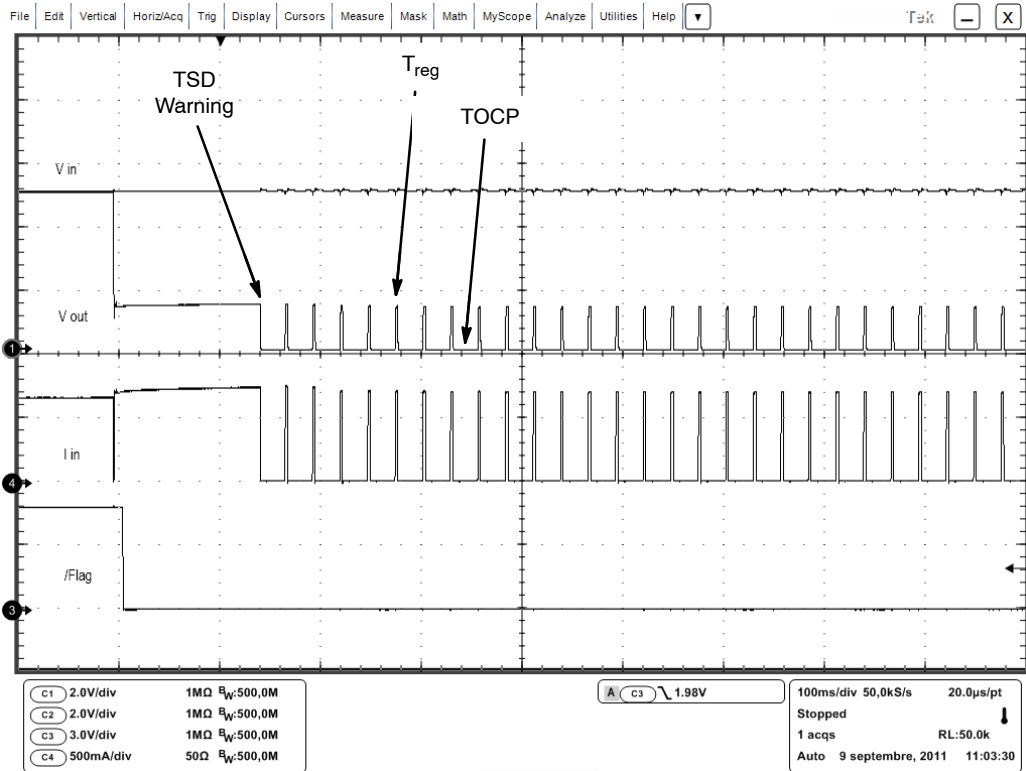 File Edit Vertical Horiz/Acq Trig Display Cursors Measure Mask Math MyScope Analyze Utilities Help Tek X
TSD
Warning
Treg
TOCP
V in
V out
1
I in
4
/Flag
3
C1 2.0V/div 1MΩ BW:500,0M
C2 2.0V/div 1MΩ BW:500,0M
C3 3.0V/div 1MΩ BW:500,0M
C4 500mA/div 50Ω BW:500,0M
A C3 1.98V
100ms/div 50,0kS/s 20.0µs/pt
Stopped
1 acqs RL:50.0k
Auto 9 septembre, 2011 11:03:30